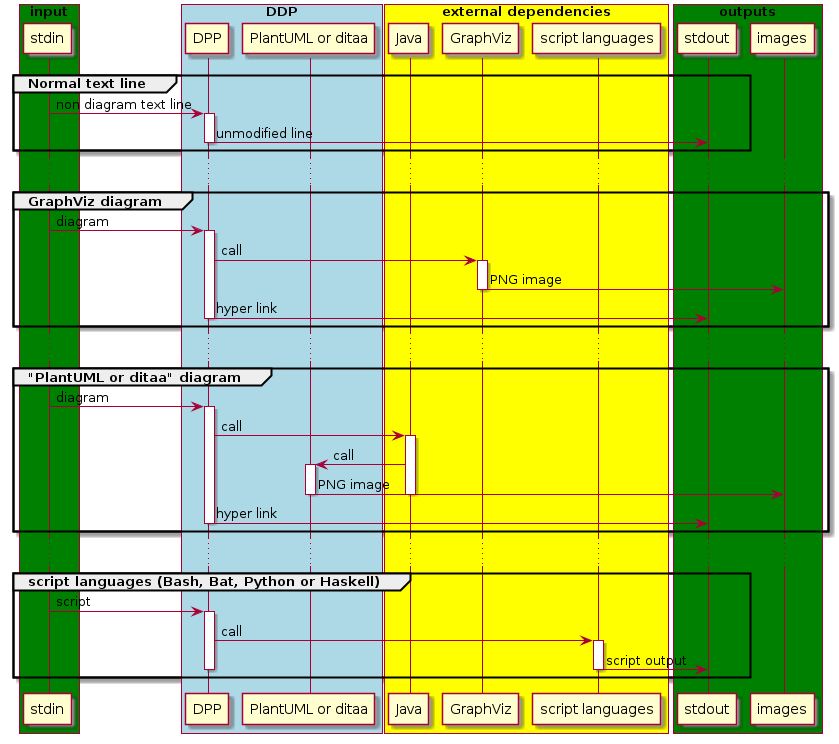 input
DDP
external dependencies
outputs
stdin
DPP
PlantUML or ditaa
Java
GraphViz
script languages
stdout
images
Normal text line
non diagram text line
unmodified line
GraphViz diagram
diagram
call
PNG image
hyper link
"PlantUML or ditaa" diagram
diagram
call
call
PNG image
hyper link
script languages (Bash, Bat, Python or Haskell)
script
call
script output
stdin
DPP
PlantUML or ditaa
Java
GraphViz
script languages
stdout
images